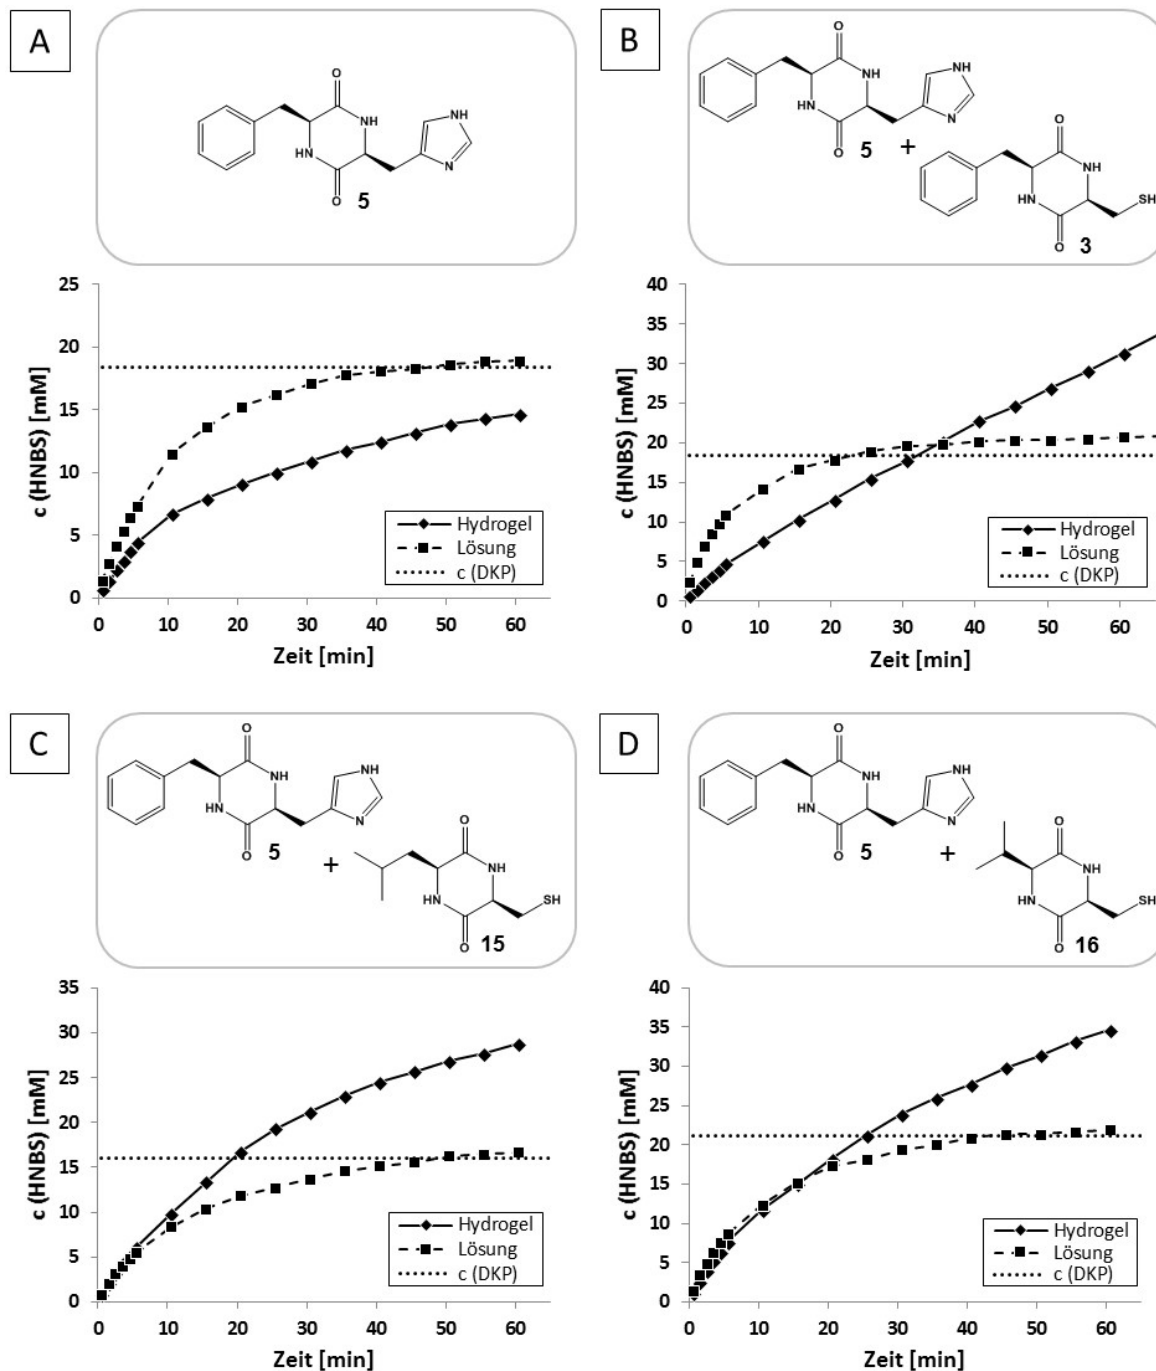 A
O
NH
HN
O
NH
N
5
c (HNBS) [mM]
25
20
15
10
5
0
Hydrogel
Lösung
c (DKP)
0 10 20 30 40 50 60
Zeit [min]
B
O
NH
HN
O
NH
N
5
+
O
NH
HN
O
SH
3
c (HNBS) [mM]
40
35
30
25
20
15
10
5
0
Hydrogel
Lösung
c (DKP)
0 10 20 30 40 50 60
Zeit [min]
C
O
NH
HN
O
NH
N
5
+
O
NH
HN
O
SH
15
c (HNBS) [mM]
35
30
25
20
15
10
5
0
Hydrogel
Lösung
c (DKP)
0 10 20 30 40 50 60
Zeit [min]
D
O
NH
HN
O
NH
N
5
+
O
NH
HN
O
SH
16
c (HNBS) [mM]
40
35
30
25
20
15
10
5
0
Hydrogel
Lösung
c (DKP)
0 10 20 30 40 50 60
Zeit [min]